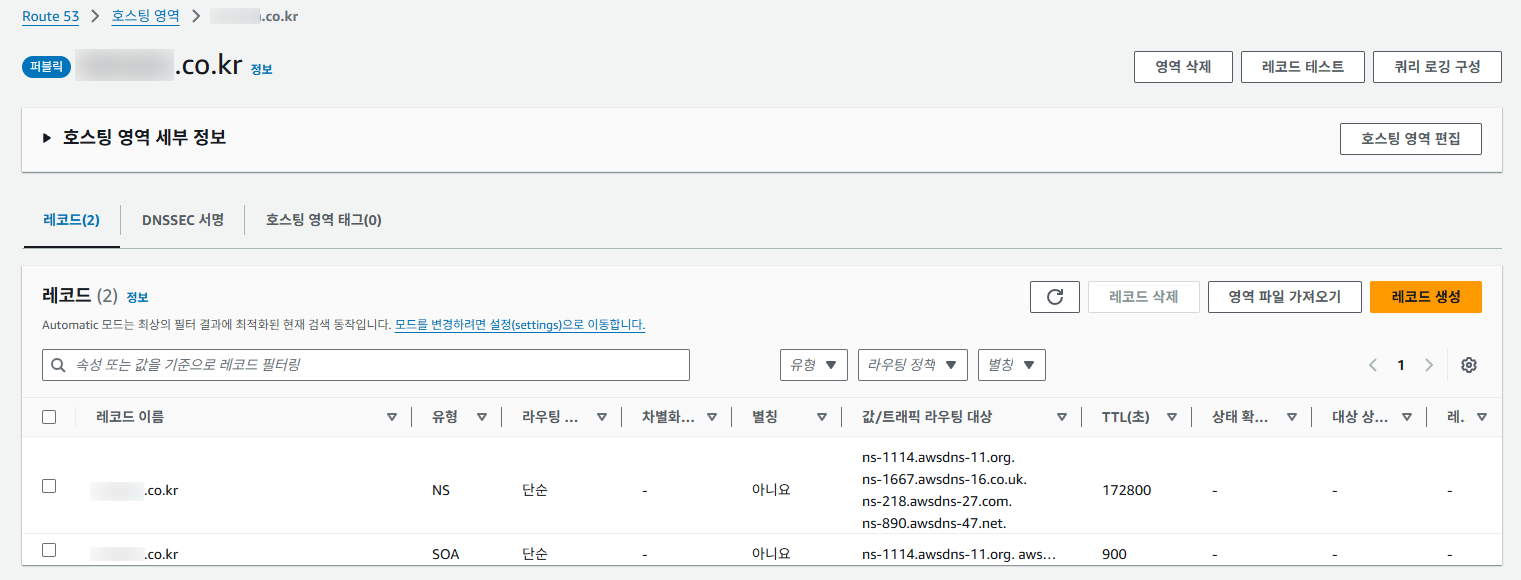 Route 53 > 호스팅 영역 > .co.kr
퍼블릭 .co.kr 정보
영역 삭제 레코드 테스트 쿼리 로깅 구성
▶ 호스팅 영역 세부 정보 호스팅 영역 편집
레코드(2) DNSSEC 서명 호스팅 영역 태그(0)
레코드 (2) 정보 레코드 삭제 영역 파일 가져오기 레코드 생성
Automatic 모드는 최상의 필터 결과에 최적화된 현재 검색 동작입니다. 모드를 변경하려면 설정(settings)으로 이동합니다.
속성 또는 값을 기준으로 레코드 필터링 유형 라우팅 정책 별칭 1
레코드 이름 유형 라우팅 ... 차별화... 별칭 값/트래픽 라우팅 대상 TTL(초) 상태 확... 대상 상... 레.
ns-1114.awsdns-11.org.
ns-1667.awsdns-16.co.uk.
.co.kr NS 단순 - 아니요 172800 - - -
ns-218.awsdns-27.com.
ns-890.awsdns-47.net.
.co.kr SOA 단순 - 아니요 ns-1114.awsdns-11.org. aws... 900 - - -